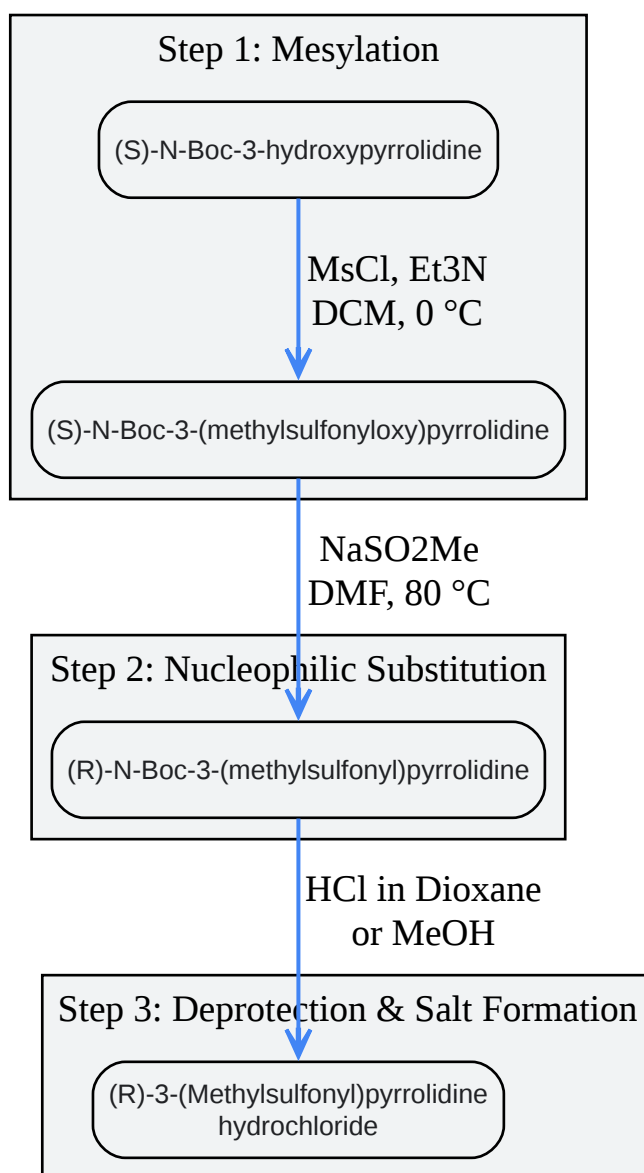 Step 1: Mesylation
(S)-N-Boc-3-hydroxypyrrolidine
MsCl, Et3N
DCM, 0 °C
(S)-N-Boc-3-(methylsulfonyloxy)pyrrolidine
NaSO2Me
DMF, 80 °C
Step 2: Nucleophilic Substitution
(R)-N-Boc-3-(methylsulfonyl)pyrrolidine
HCl in Dioxane
or MeOH
Step 3: Deprotection & Salt Formation
(R)-3-(Methylsulfonyl)pyrrolidine
hydrochloride